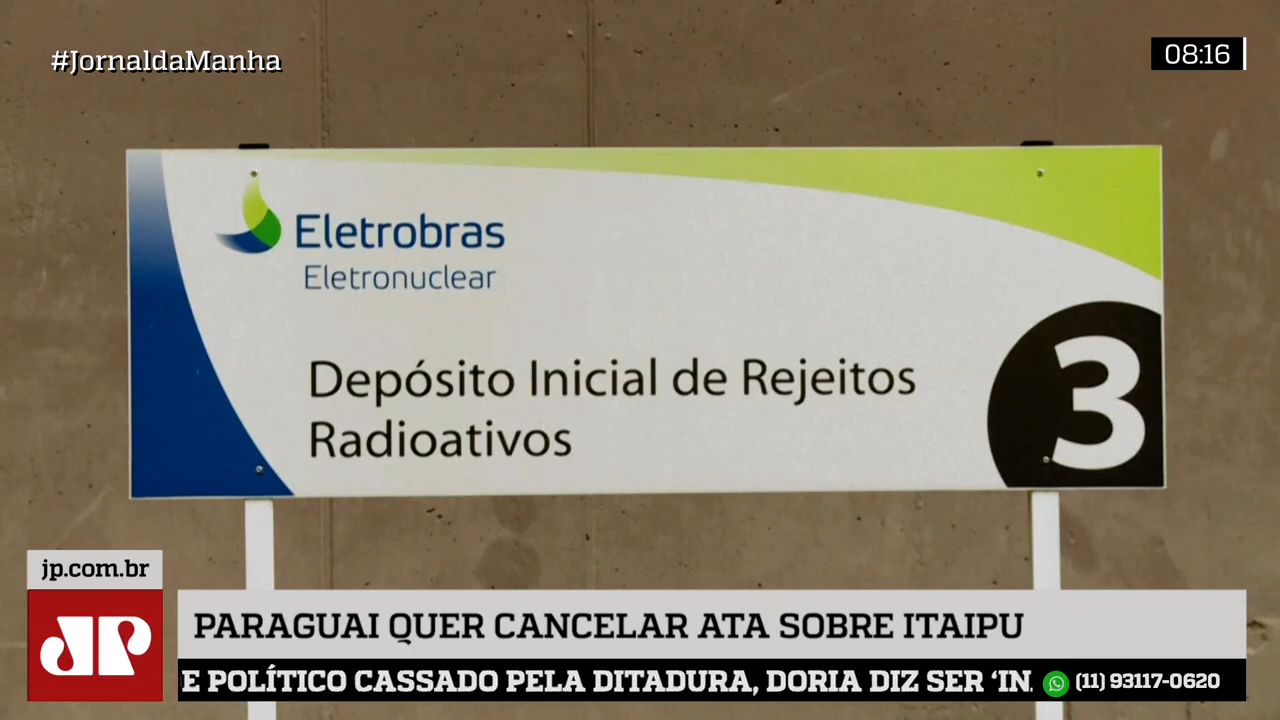 #JornaldaManha
08:16
Eletrobras
Eletronuclear
Depósito Inicial de Rejeitos
Radioativos
3
jp.com.br
JP
PARAGUAI QUER CANCELAR ATA SOBRE ITAIPU
E POLÍTICO CASSADO PELA DITADURA, DORIA DIZ SER ‘IN
(11) 93117-0620